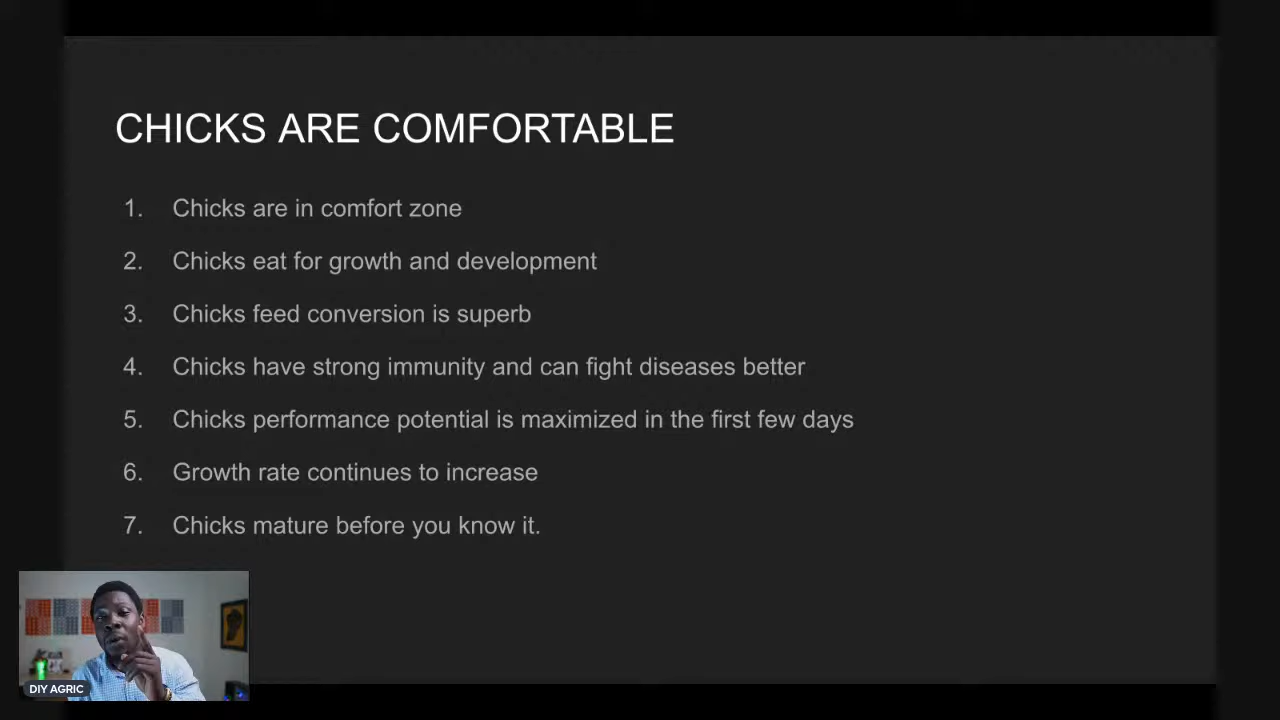 CHICKS ARE COMFORTABLE
1. Chicks are in comfort zone
2. Chicks eat for growth and development
3. Chicks feed conversion is superb
4. Chicks have strong immunity and can fight diseases better
5. Chicks performance potential is maximized in the first few days
6. Growth rate continues to increase
7. Chicks mature before you know it.
DIY AGRIC